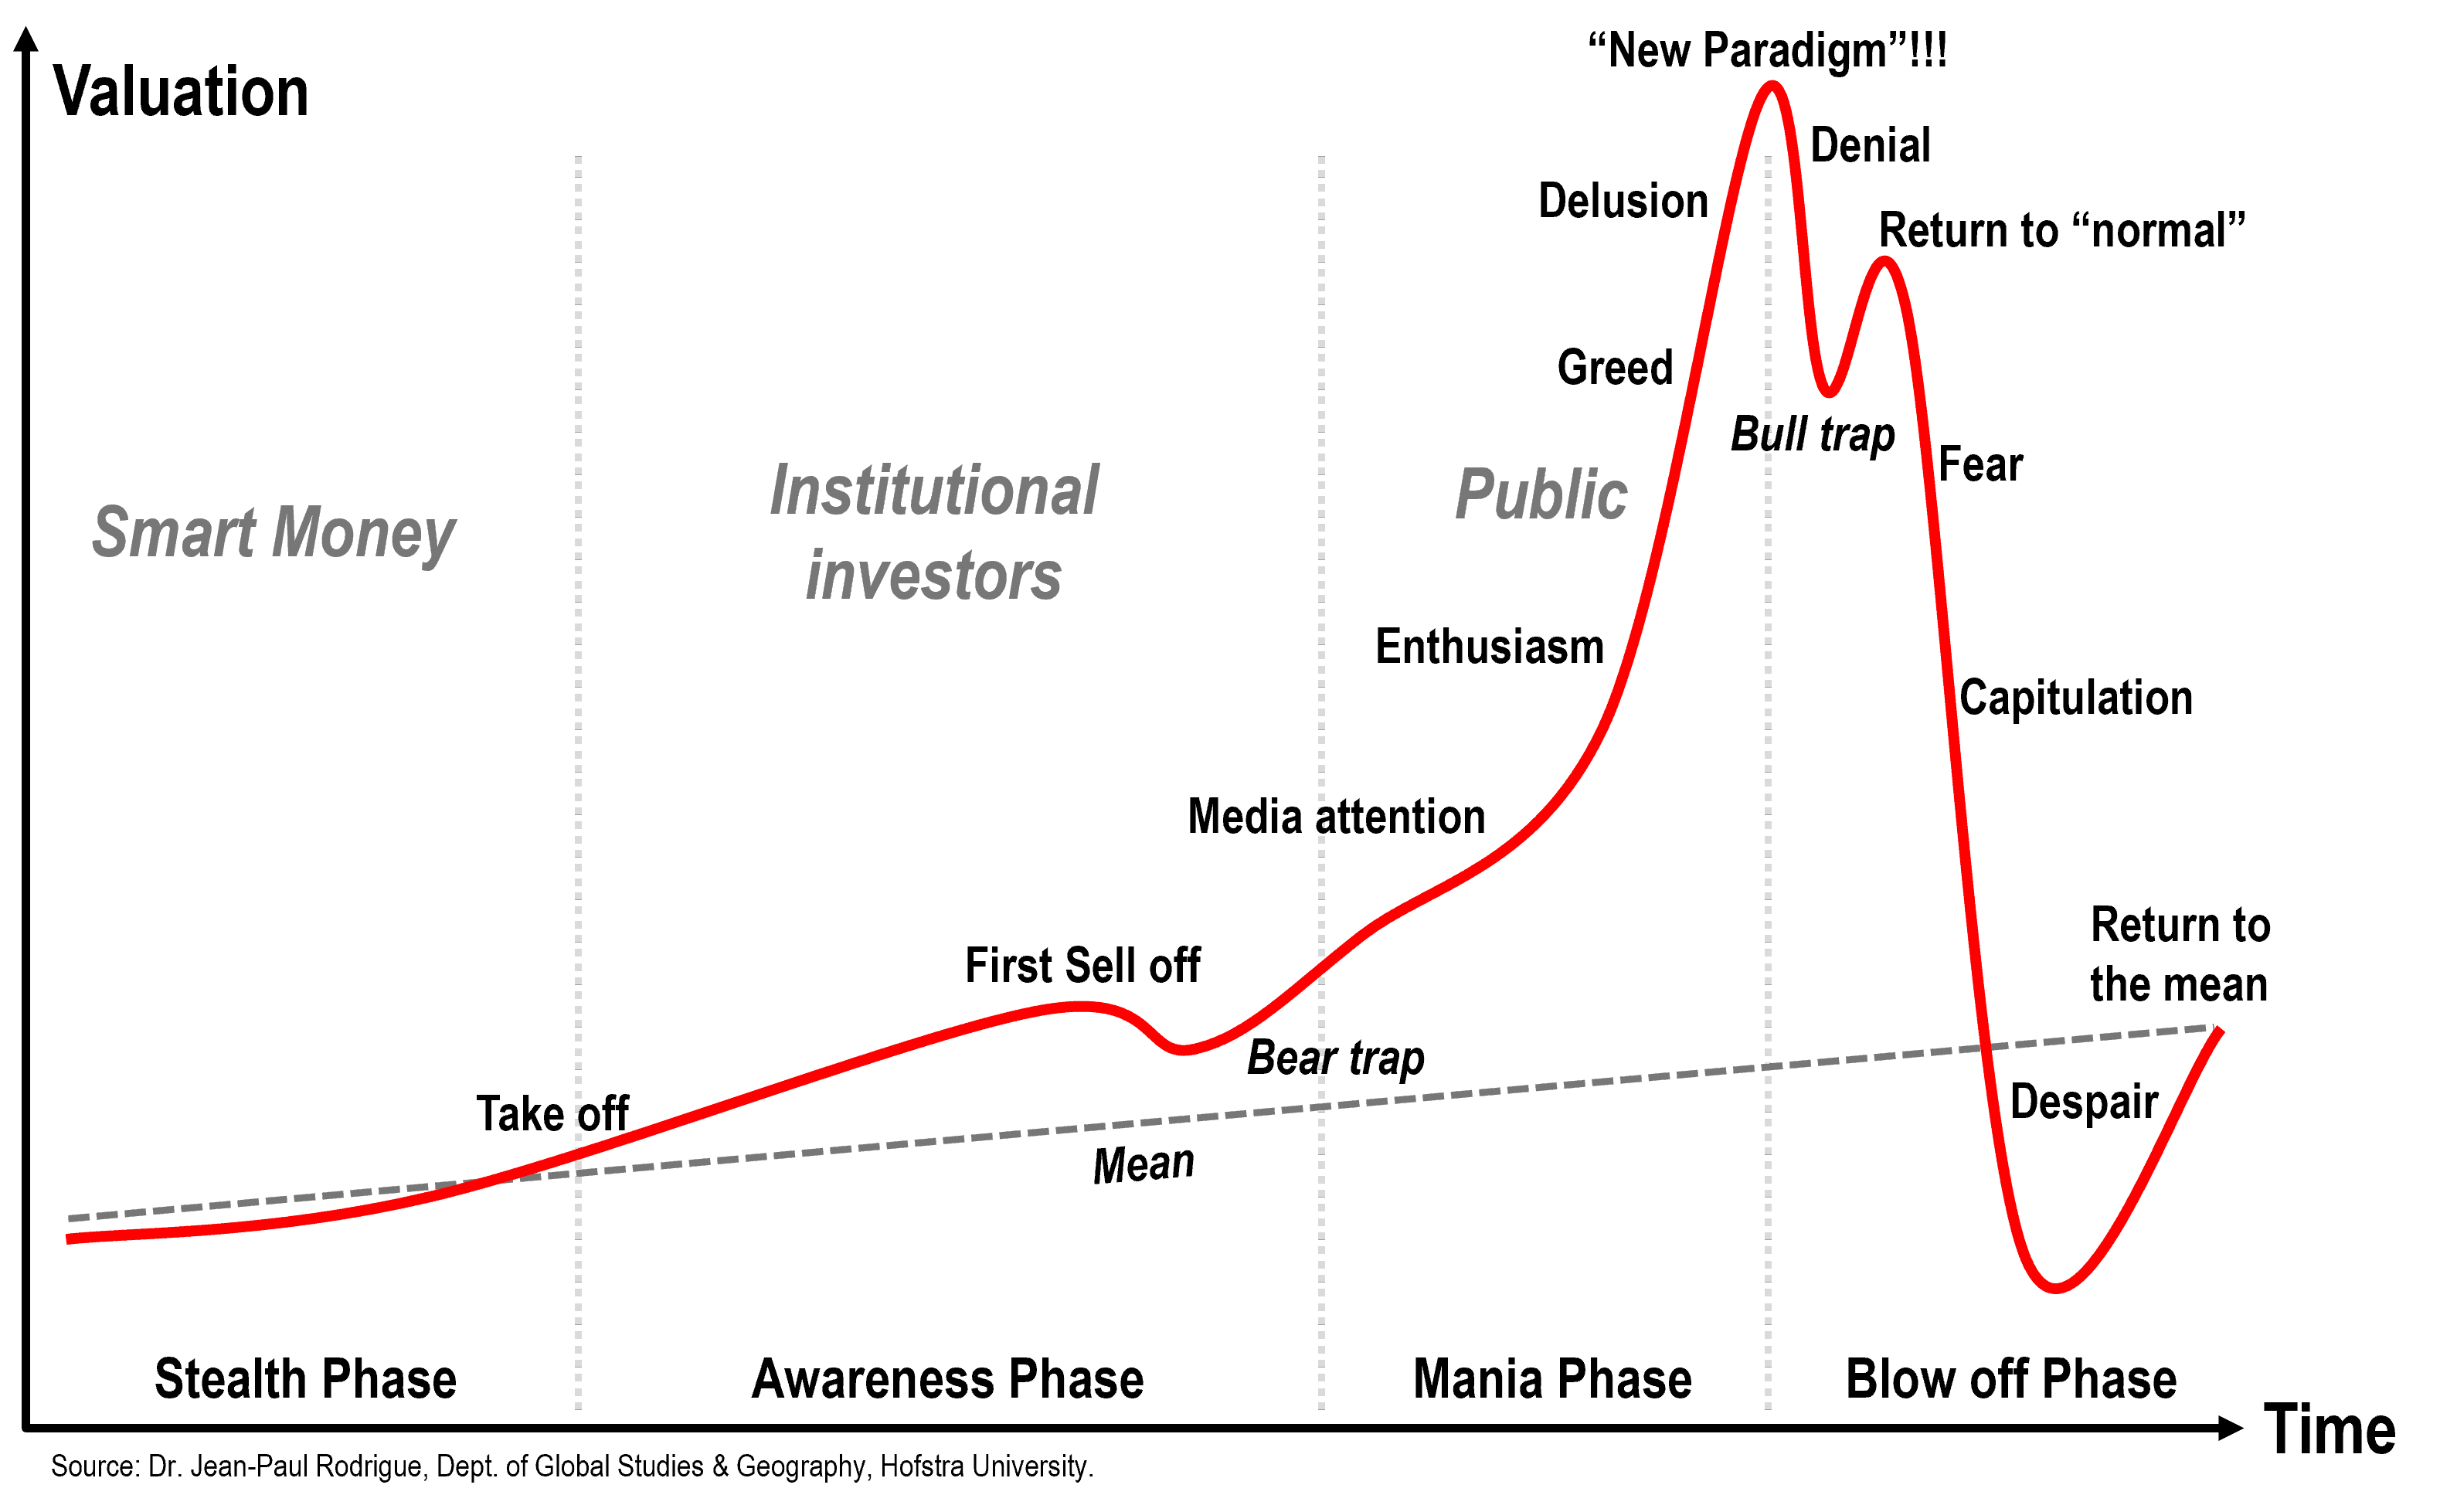 Valuation
“New Paradigm”!!!
Denial
Delusion
Return to “normal”
Greed
Bull trap
Fear
Smart Money
Institutional
investors
Public
Enthusiasm
Capitulation
Media attention
First Sell off
Bear trap
Return to
the mean
Take off
Mean
Despair
Stealth Phase
Awareness Phase
Mania Phase
Blow off Phase
Time
Source: Dr. Jean-Paul Rodrigue, Dept. of Global Studies & Geography, Hofstra University.